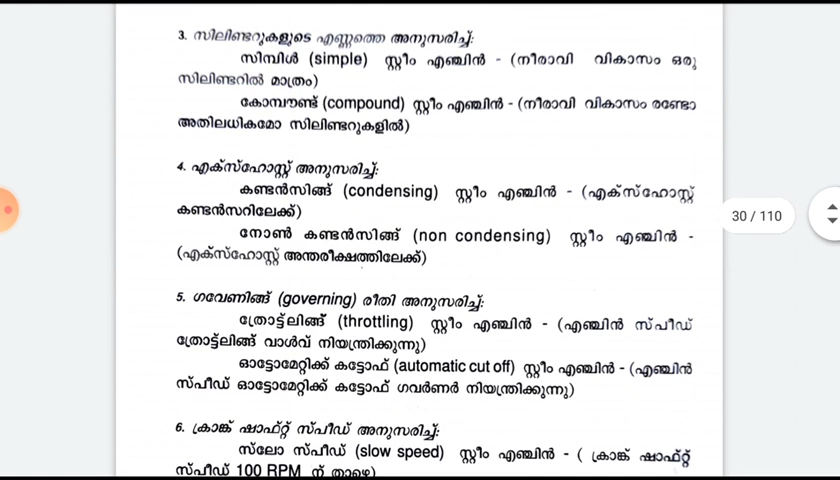 3. സിലിണ്ടറുകളുടെ എണ്ണത്തെ അനുസരിച്ച്:
സിമ്പിൾ (simple) സ്റ്റീം എഞ്ചിൻ - (നീരാവി വികാസം ഒരു
സിലിണ്ടറിൽ മാത്രം)
കോമ്പൗണ്ട് (compound) സ്റ്റീം എഞ്ചിൻ - (നീരാവി വികാസം രണ്ടോ
അതിലധികമോ സിലിണ്ടറുകളിൽ)
4. എക്സ്ഹോസ്റ്റ് അനുസരിച്ച്:
കണ്ടൻസിങ്ങ് (condensing) സ്റ്റീം എഞ്ചിൻ - (എക്സ്ഹോസ്റ്റ്
കണ്ടൻസറിലേക്ക്)
30 / 110
നോൺ കണ്ടൻസിങ്ങ് (non condensing) സ്റ്റീം എഞ്ചിൻ -
(എക്സ്ഹോസ്റ്റ് അന്തരീക്ഷത്തിലേക്ക്)
5. ഗവേണിങ്ങ് (governing) രീതി അനുസരിച്ച്:
ത്രോട്ട്ലിങ്ങ് (throttling) സ്റ്റീം എഞ്ചിൻ - (എഞ്ചിൻ സ്പീഡ്
ത്രോട്ട്ലിങ്ങ് വാൾവ് നിയന്ത്രിക്കുന്നു)
ഓട്ടോമേറ്റിക്ക് കട്ടോഫ് (automatic cut off) സ്റ്റീം എഞ്ചിൻ - (എഞ്ചിൻ
സ്പീഡ് ഓട്ടോമേറ്റിക്ക് കട്ടോഫ് ഗവർണർ നിയന്ത്രിക്കുന്നു)
6. ക്രാങ്ക് ഷാഫ്റ്റ് സ്പീഡ് അനുസരിച്ച്:
സ്ലോ സ്പീഡ് (slow speed) സ്റ്റീം എഞ്ചിൻ - ( ക്രാങ്ക് ഷാഫ്റ്റ്
സ്പീഡ് 100 RPM ന് താഴെ)